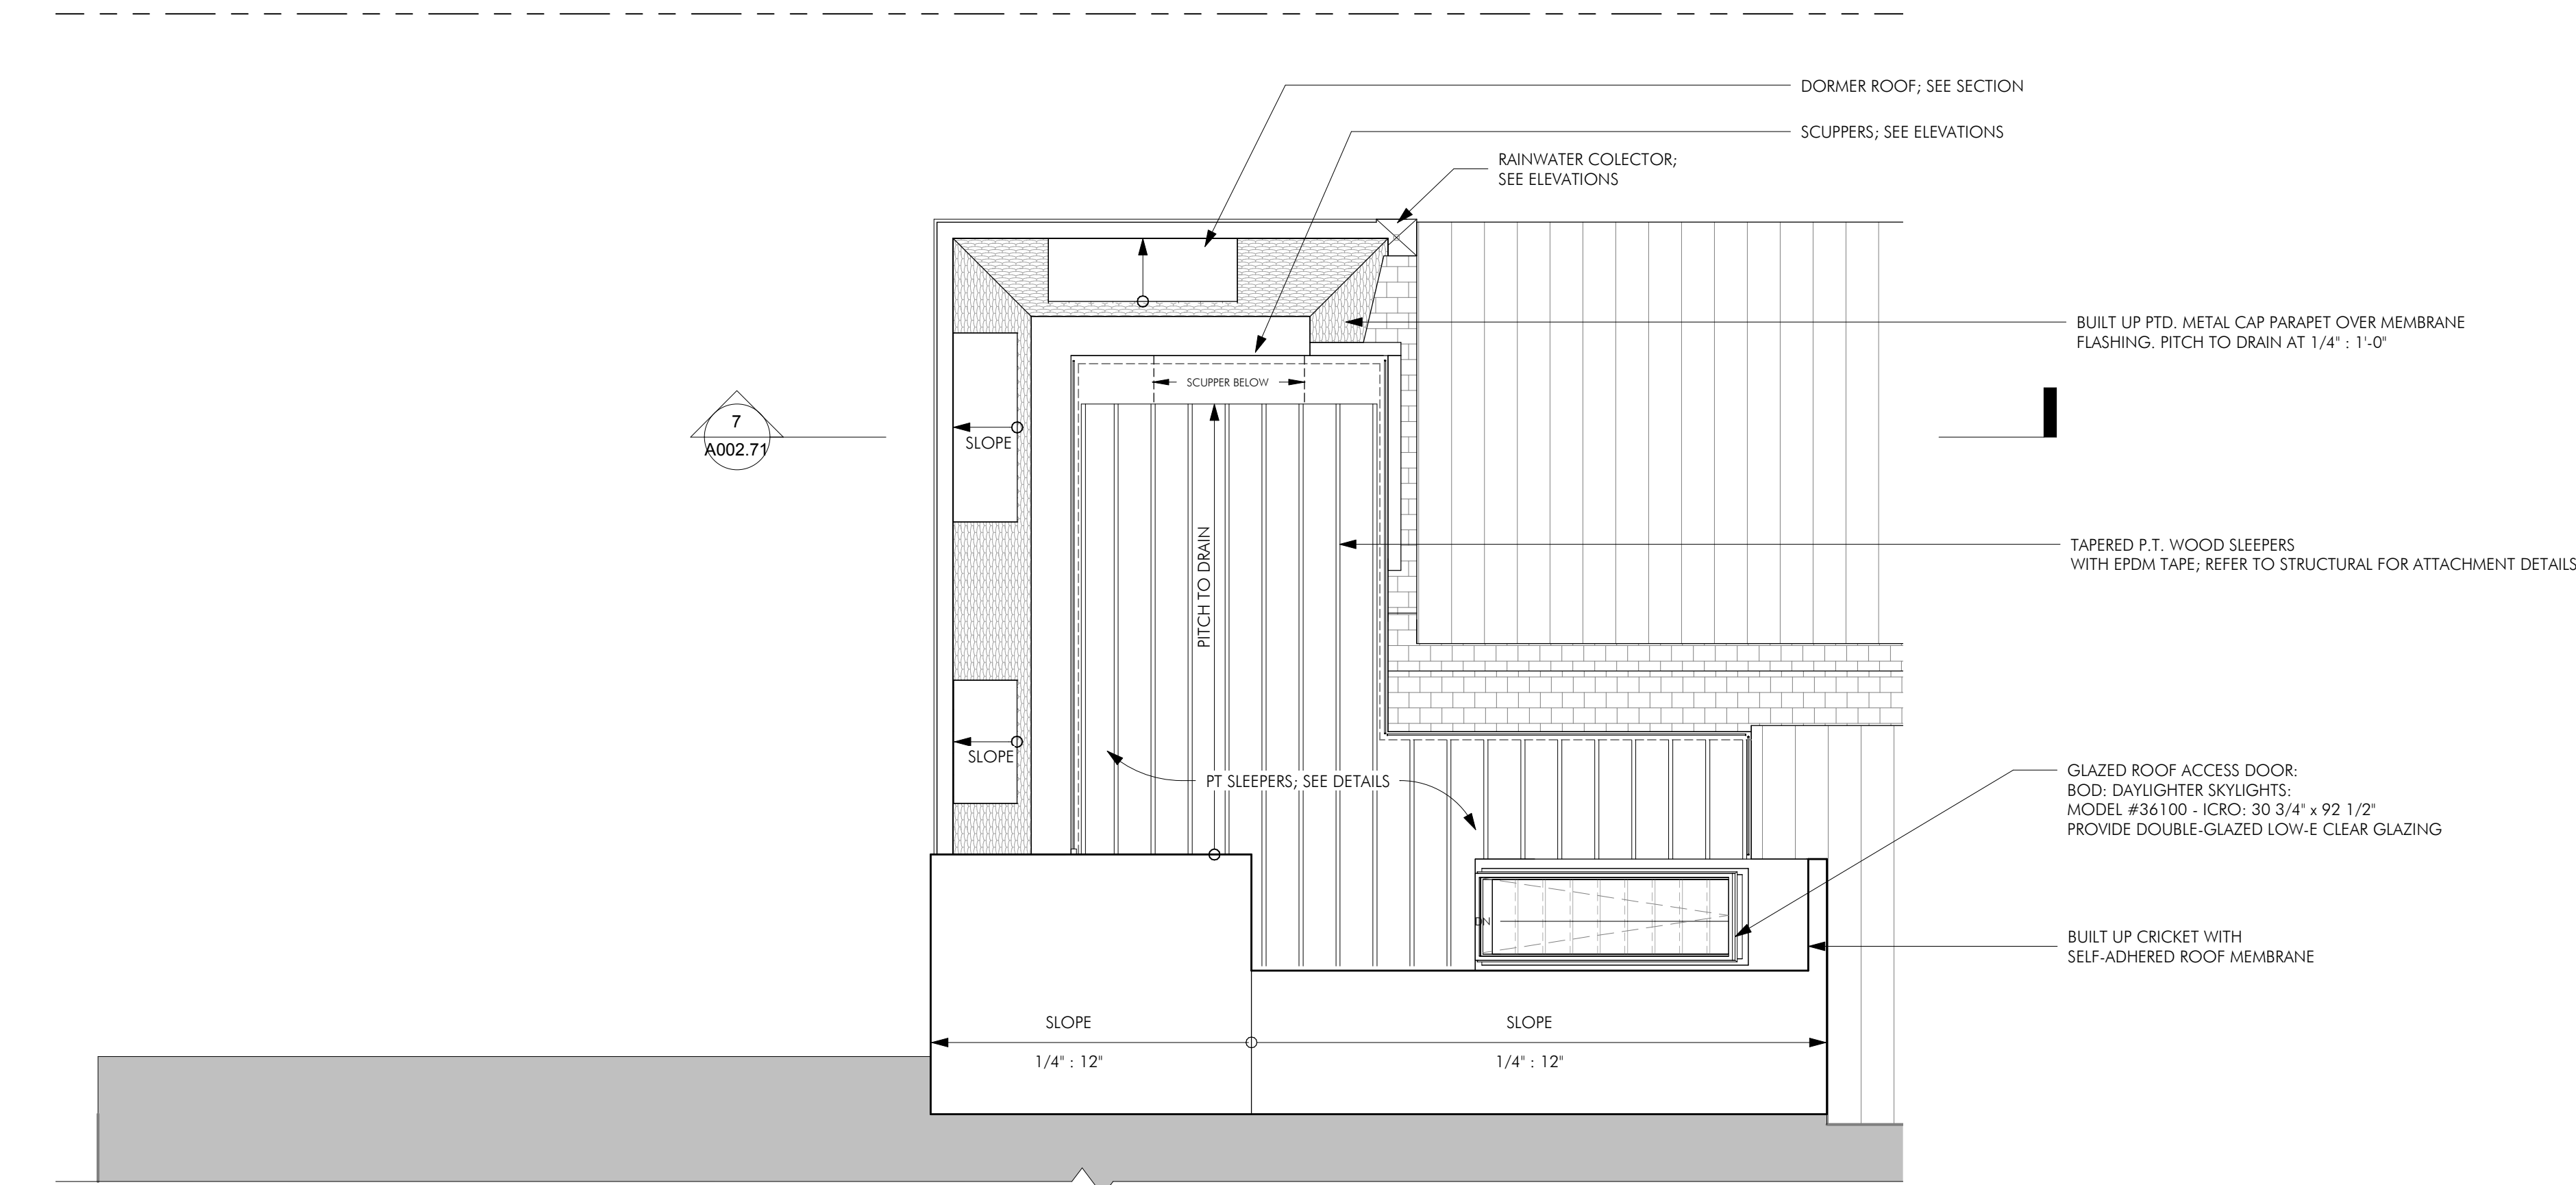 DORMER ROOF; SEE SECTION
SCUPPERS; SEE ELEVATIONS
RAINWATER COLECTOR;
SEE ELEVATIONS
BUILT UP PTD. METAL CAP PARAPET OVER MEMBRANE
FLASHING. PITCH TO DRAIN AT 1/4" : 1'-0"
SCUPPER BELOW
7
A002.71
SLOPE
PITCH TO DRAIN
TAPERED P.T. WOOD SLEEPERS
WITH EPDM TAPE; REFER TO STRUCTURAL FOR ATTACHMENT DETAILS
SLOPE
PT SLEEPERS; SEE DETAILS
GLAZED ROOF ACCESS DOOR:
BOD: DAYLIGHTER SKYLIGHTS:
MODEL #36100 - ICRO: 30 3/4" x 92 1/2"
PROVIDE DOUBLE-GLAZED LOW-E CLEAR GLAZING
DN
BUILT UP CRICKET WITH
SELF-ADHERED ROOF MEMBRANE
SLOPE
1/4" : 12"
SLOPE
1/4" : 12"